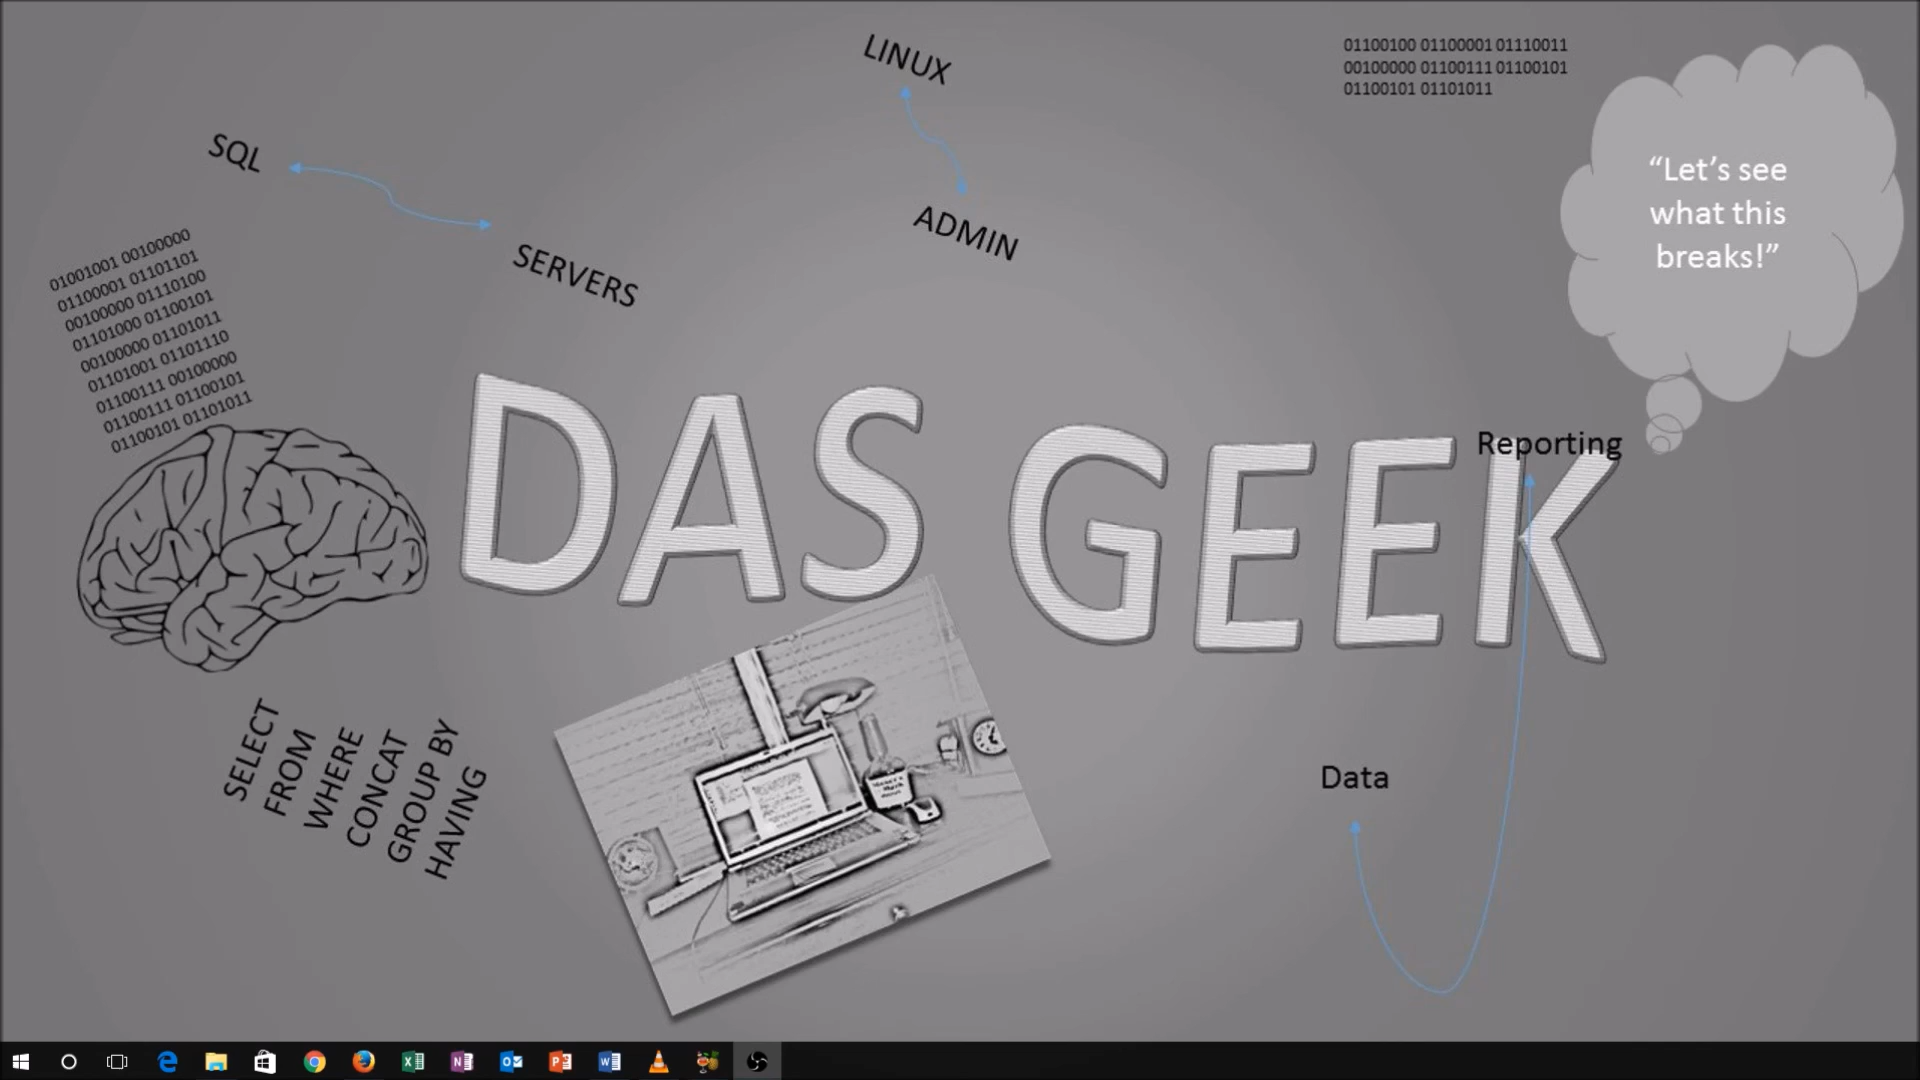 LINUX
01100100 01100001 01110011
00100000 01100111 01100101
01100101 01101011
SQL
“Let’s see
what this
breaks!”
ADMIN
SERVERS
01001001 00100000
01100001 01101101
00100000 01110100
01101000 01100101
00100000 01101011
01101001 01101110
01100111 00100000
01100111 01100101
01100101 01101011
DAS GEEK
Reporting
SELECT
FROM
WHERE
CONCAT
GROUP BY
HAVING
Data